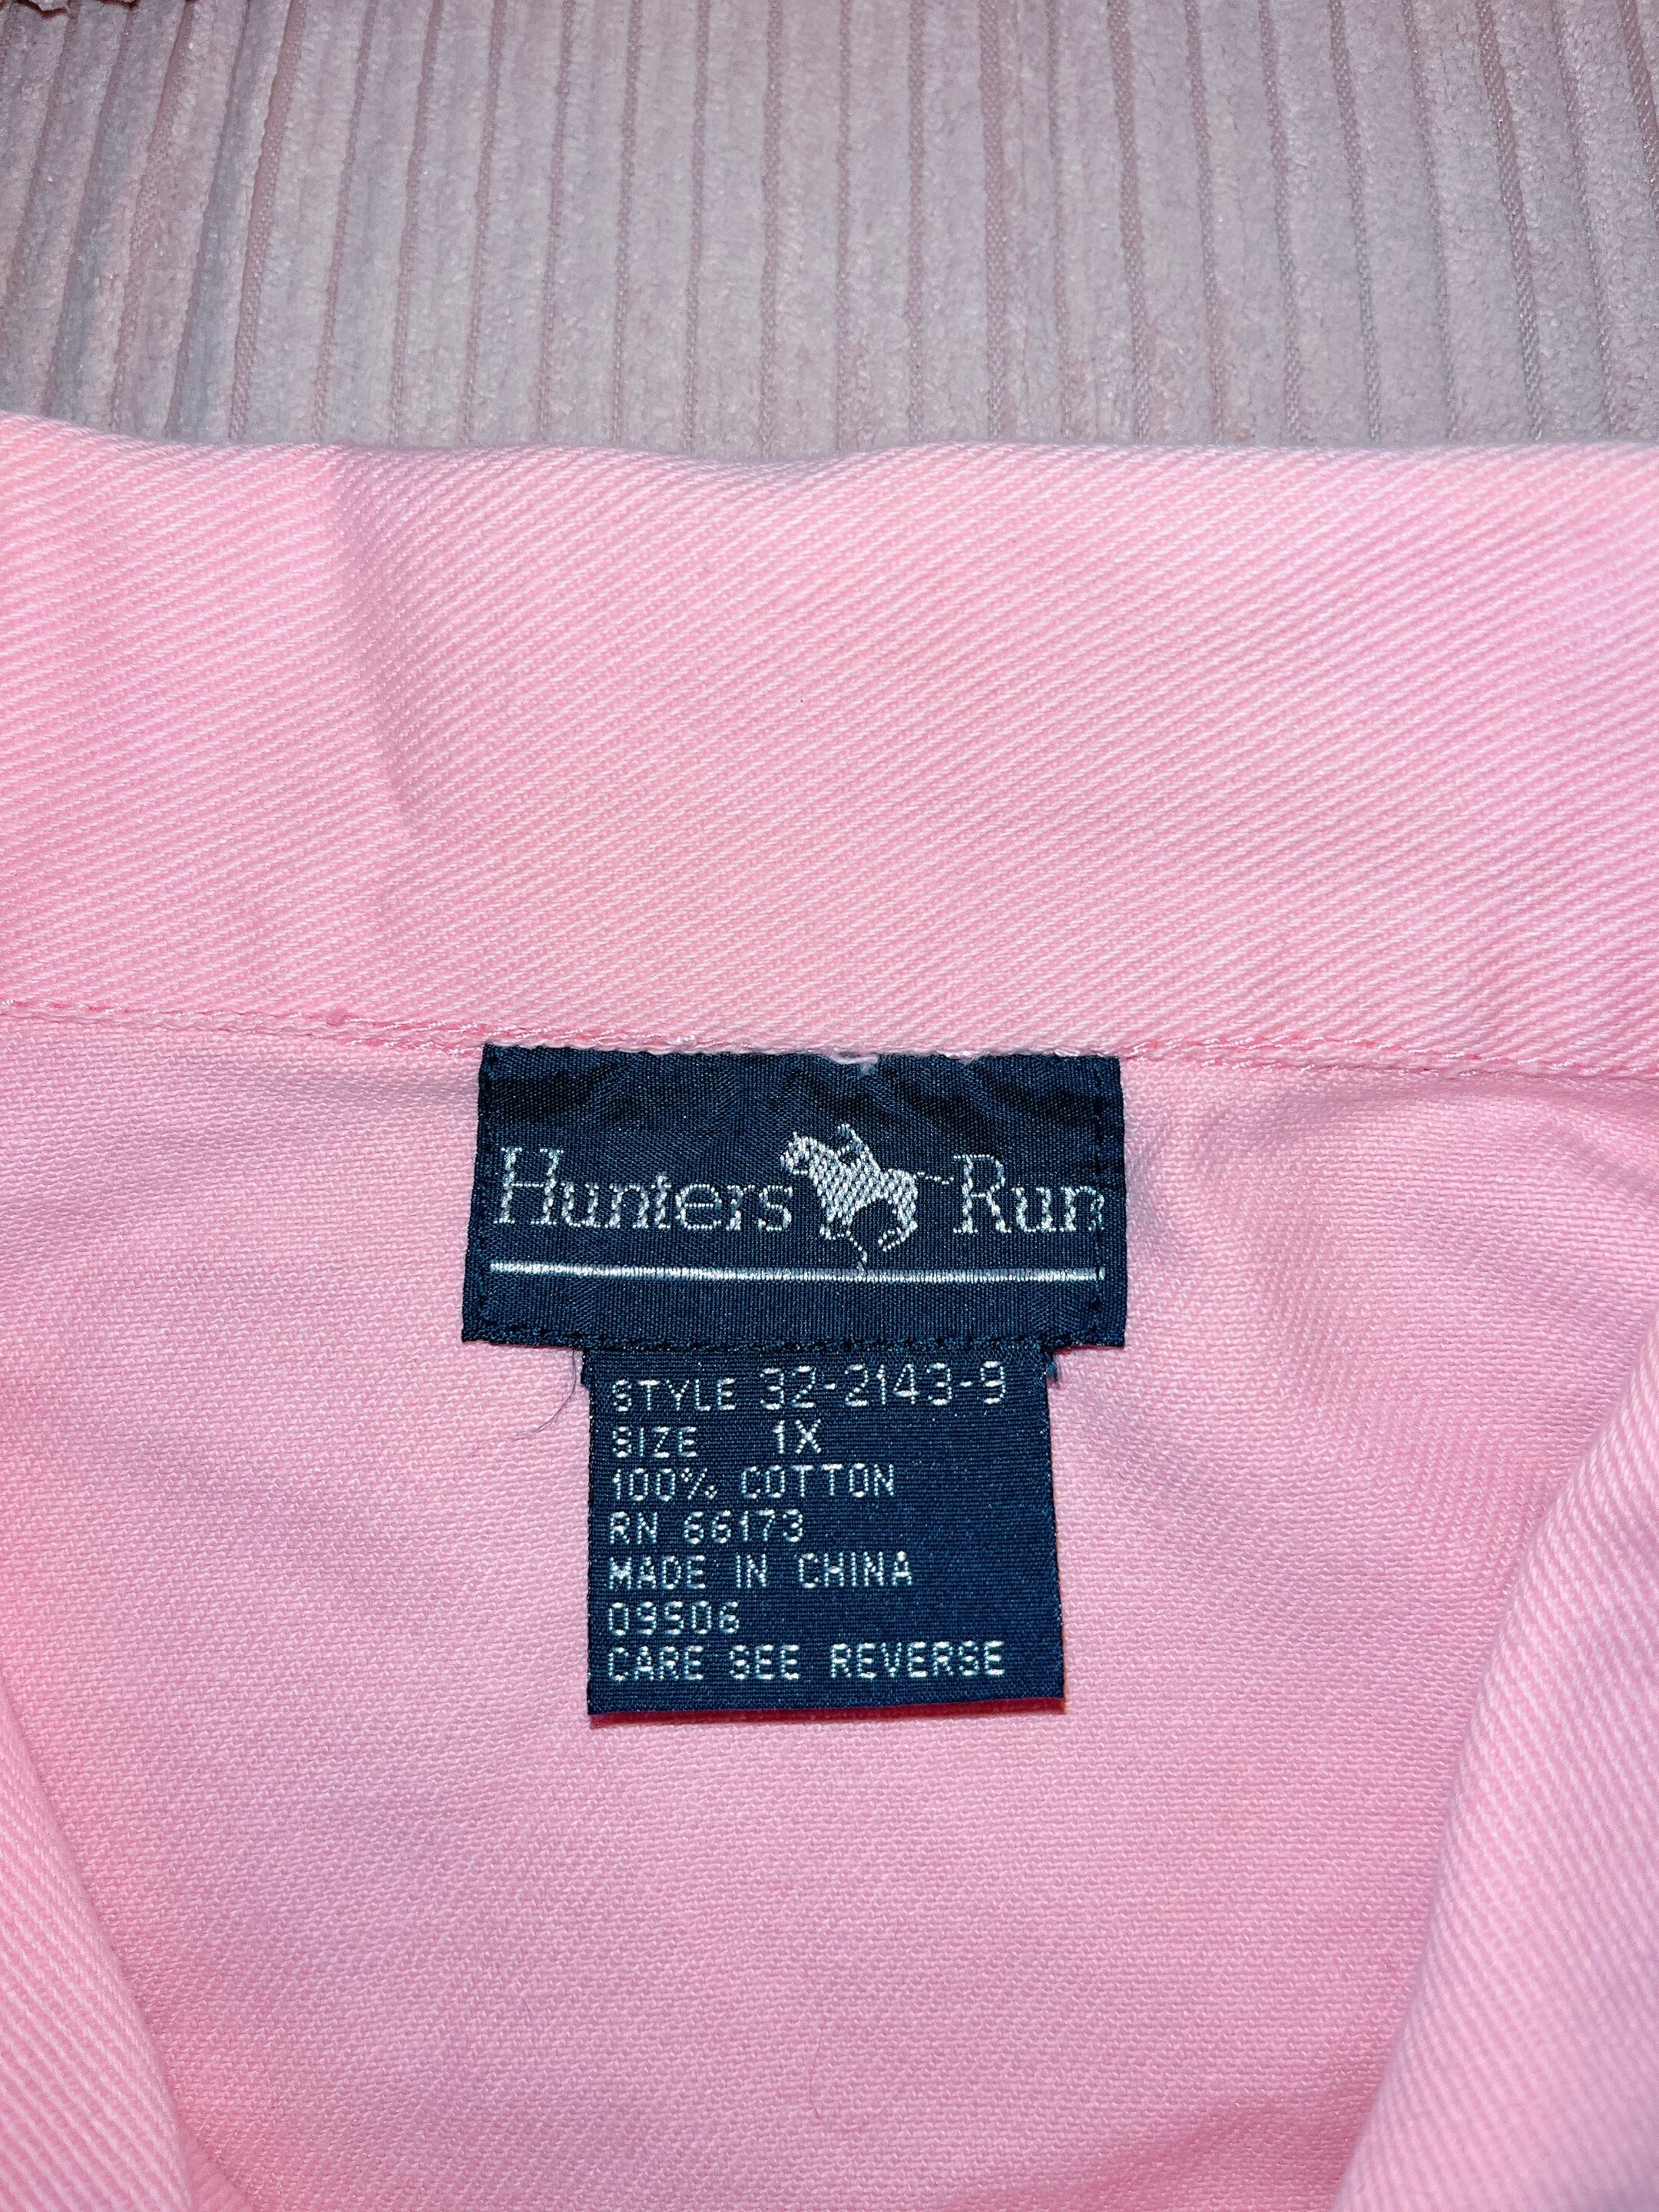 Hunters Run
STYLE 32-2143-9
SIZE 1X
100% COTTON
RN 66173
MADE IN CHINA
09506
CARE SEE REVERSE